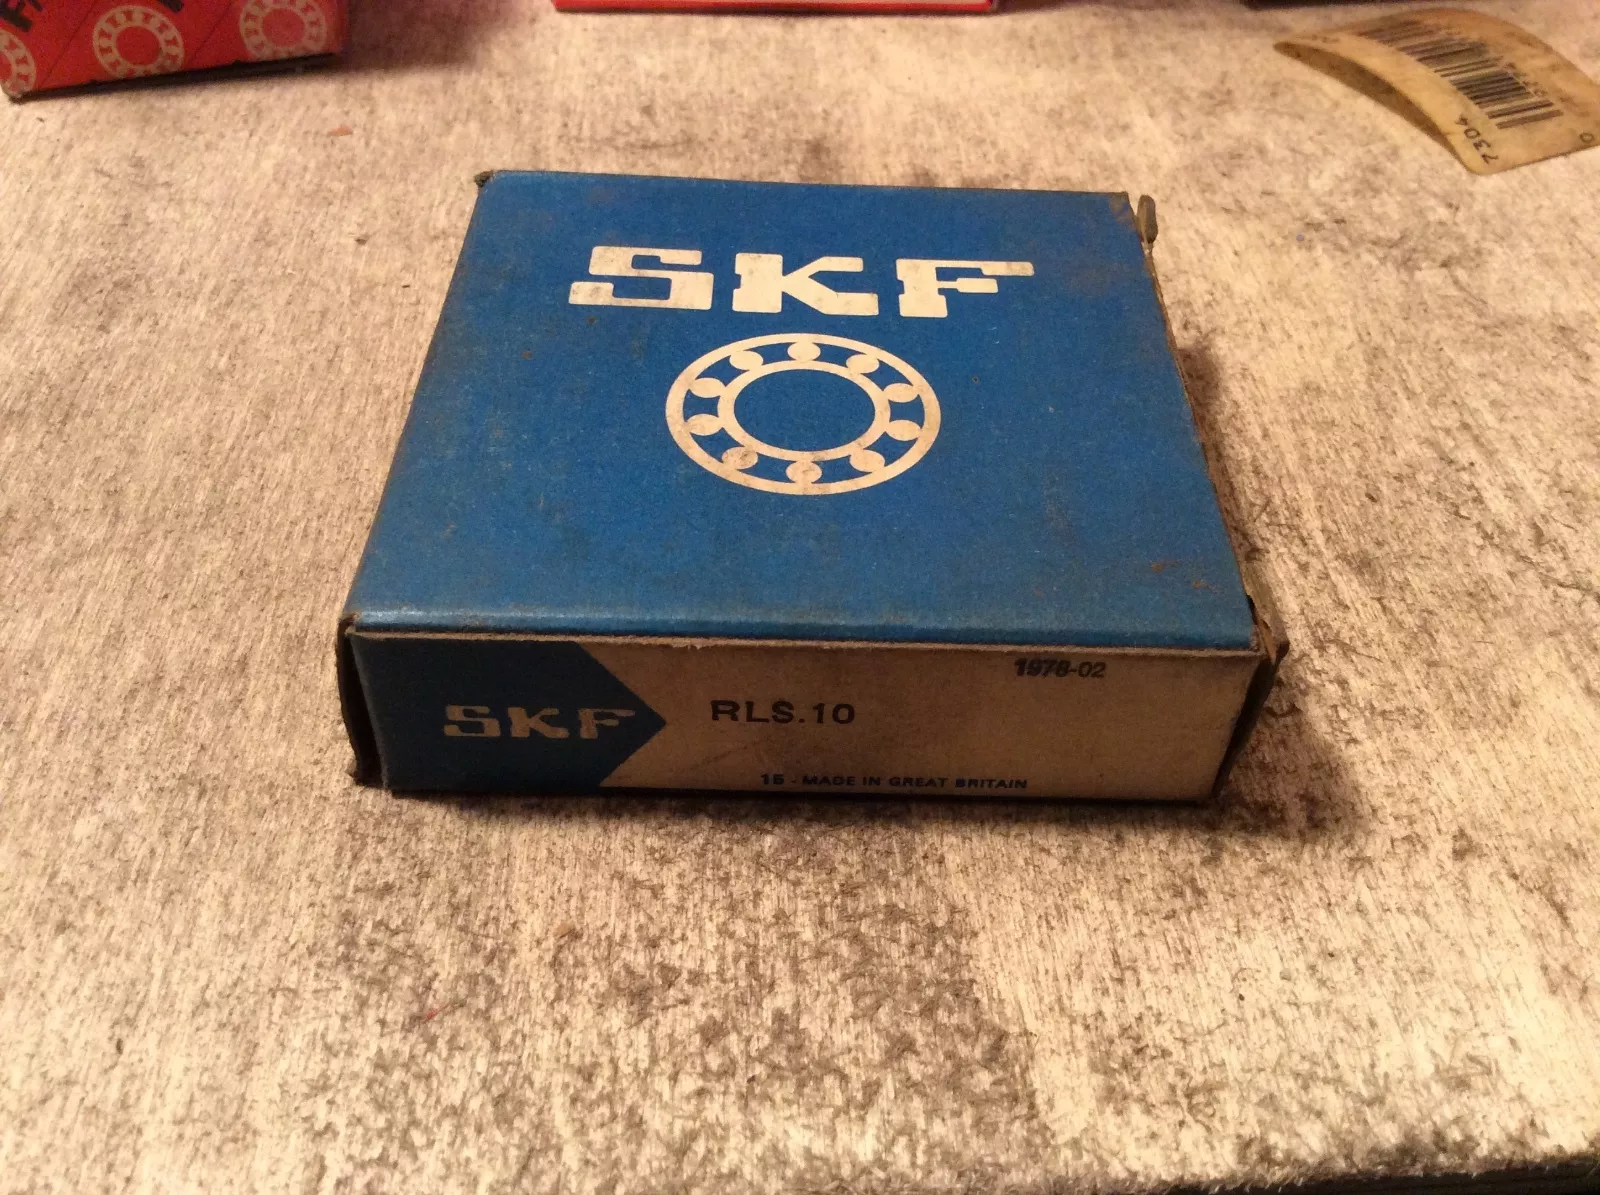 SKF
1978-02
SKF RLS.10
15 - MADE IN GREAT BRITAIN
7304